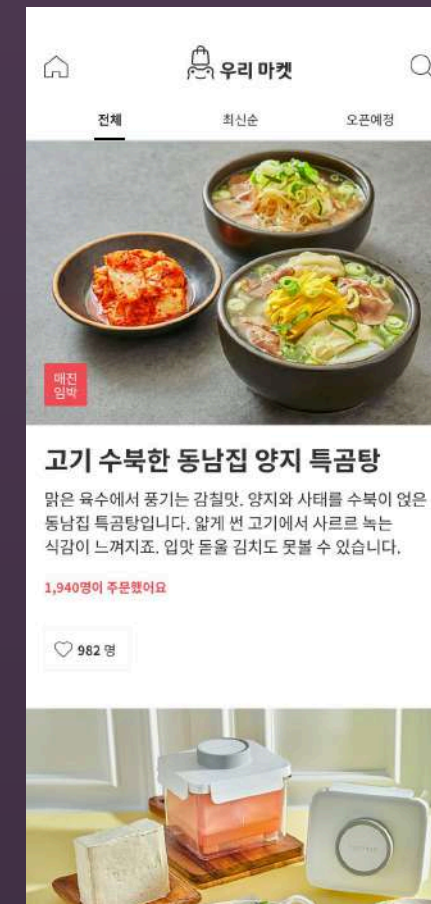 우리 마켓
전체 최신순 오픈예정
매진
임박
고기 수북한 동남집 양지 특곰탕
맑은 육수에서 풍기는 감칠맛. 양지와 사태를 수북이 얹은
동남집 특곰탕입니다. 얇게 썬 고기에서 사르르 녹는
식감이 느껴지죠. 입맛 돋울 김치도 맛볼 수 있습니다.
1,940명이 주문했어요
982 명